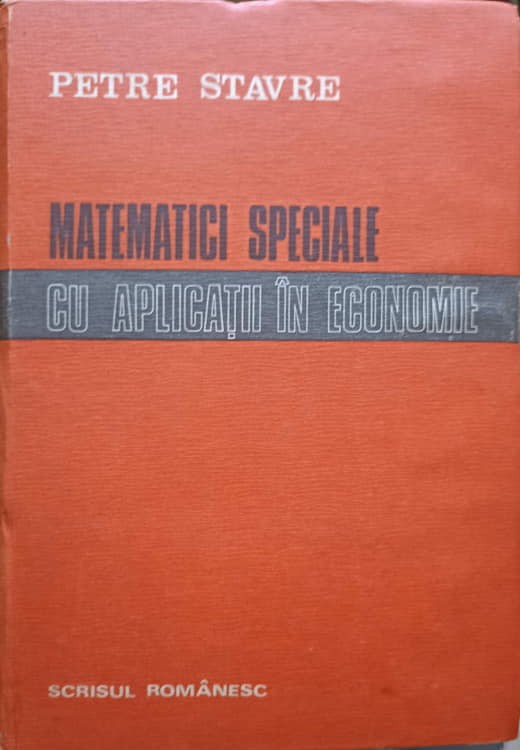 PETRE STAVRE
MATEMATICI SPECIALE
CU APLICAȚII ÎN ECONOMIE
SCRISUL ROMÂNESC